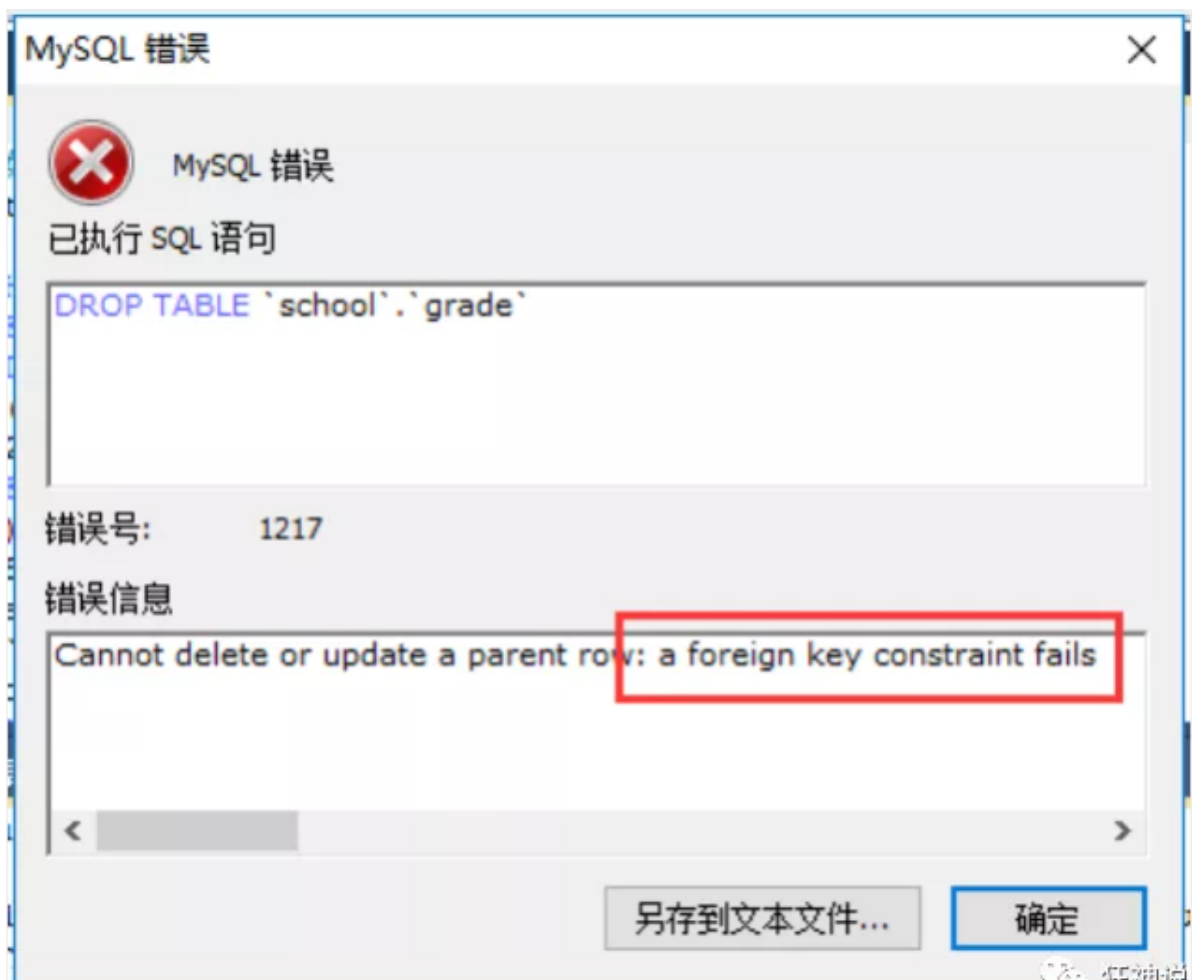 MySQL 错误
MySQL 错误
已执行 SQL 语句
DROP TABLE `school`.`grade`
错误号: 1217
错误信息
Cannot delete or update a parent row: a foreign key constraint fails
另存到文本文件...
确定